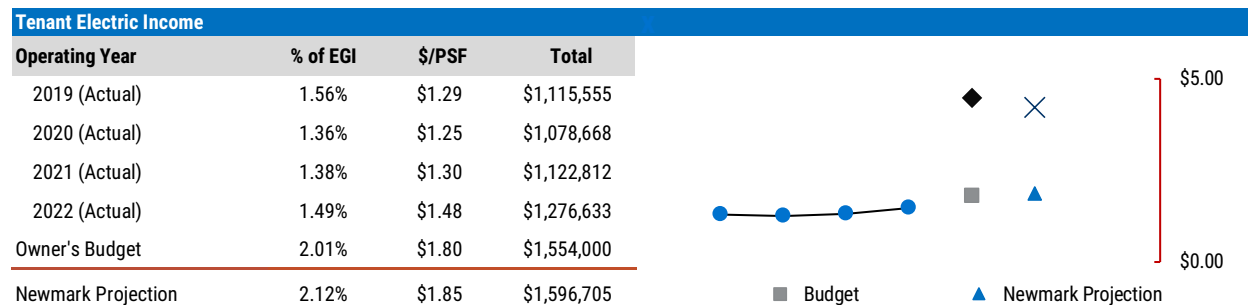 Tenant Electric Income
Operating Year % of EGI $/PSF Total
2019 (Actual) 1.56% $1.29 $1,115,555
2020 (Actual) 1.36% $1.25 $1,078,668
2021 (Actual) 1.38% $1.30 $1,122,812
2022 (Actual) 1.49% $1.48 $1,276,633
Owner's Budget 2.01% $1.80 $1,554,000
Newmark Projection 2.12% $1.85 $1,596,705
$5.00
$0.00
Budget Newmark Projection